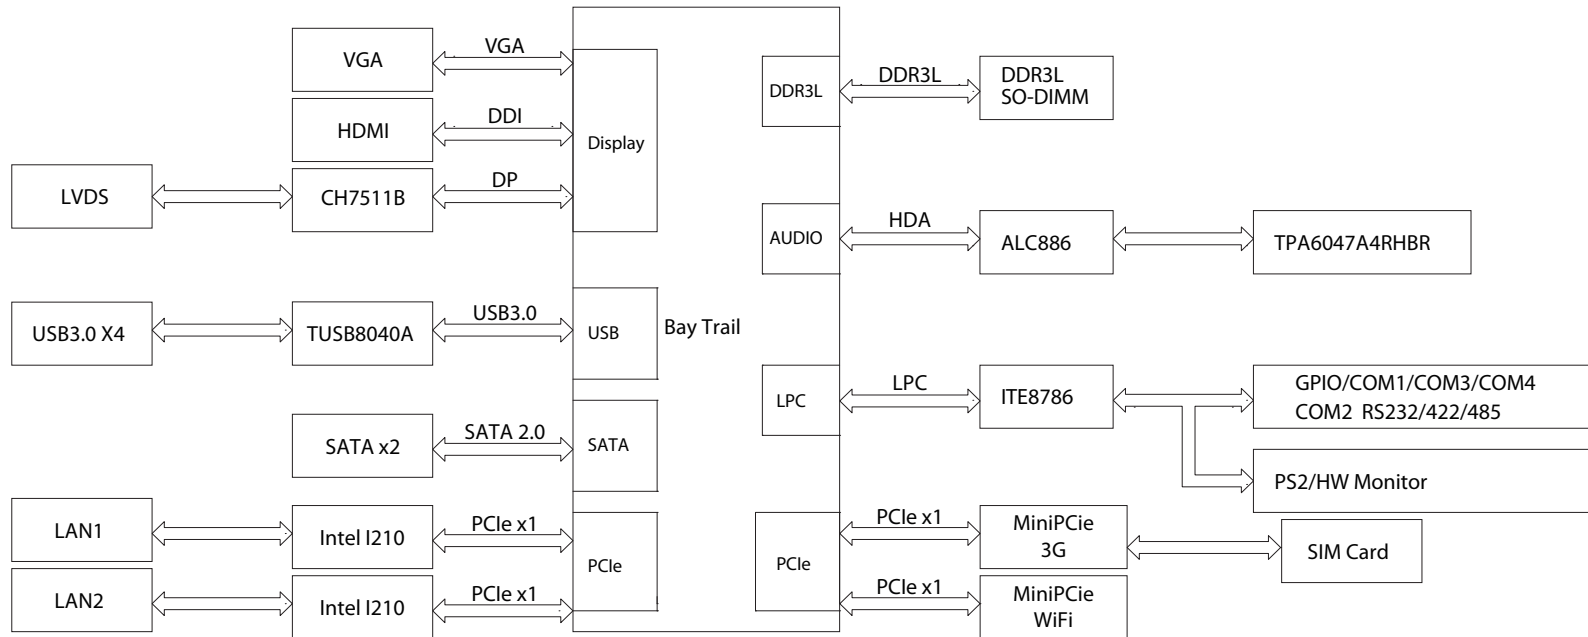 VGA
VGA
HDMI
DDI
Display
LVDS
CH7511B
DP
USB3.0 X4
TUSB8040A
USB3.0
USB
Bay Trail
SATA x2
SATA 2.0
SATA
LAN1
Intel I210
PCIe x1
PCIe
LAN2
Intel I210
PCIe x1
DDR3L
DDR3L
DDR3L
SO-DIMM
AUDIO
HDA
ALC886
TPA6047A4RHBR
LPC
LPC
ITE8786
GPIO/COM1/COM3/COM4
COM2 RS232/422/485
PS2/HW Monitor
PCIe
PCIe x1
MiniPCie
3G
SIM Card
PCIe x1
MiniPCie
WiFi